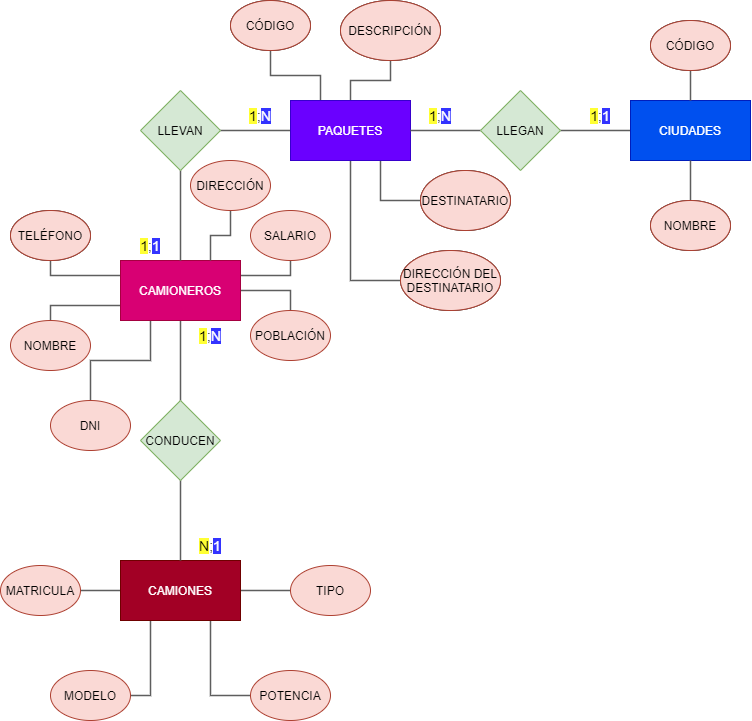 CÓDIGO
DESCRIPCIÓN
CÓDIGO
LLEVAN
1;N
PAQUETES
1;N
LLEGAN
1;1
CIUDADES
DIRECCIÓN
DESTINATARIO
NOMBRE
TELÉFONO
SALARIO
1;1
DIRECCIÓN DEL
DESTINATARIO
CAMIONEROS
NOMBRE
1;N
POBLACIÓN
DNI
CONDUCEN
N;1
MATRICULA
CAMIONES
TIPO
MODELO
POTENCIA